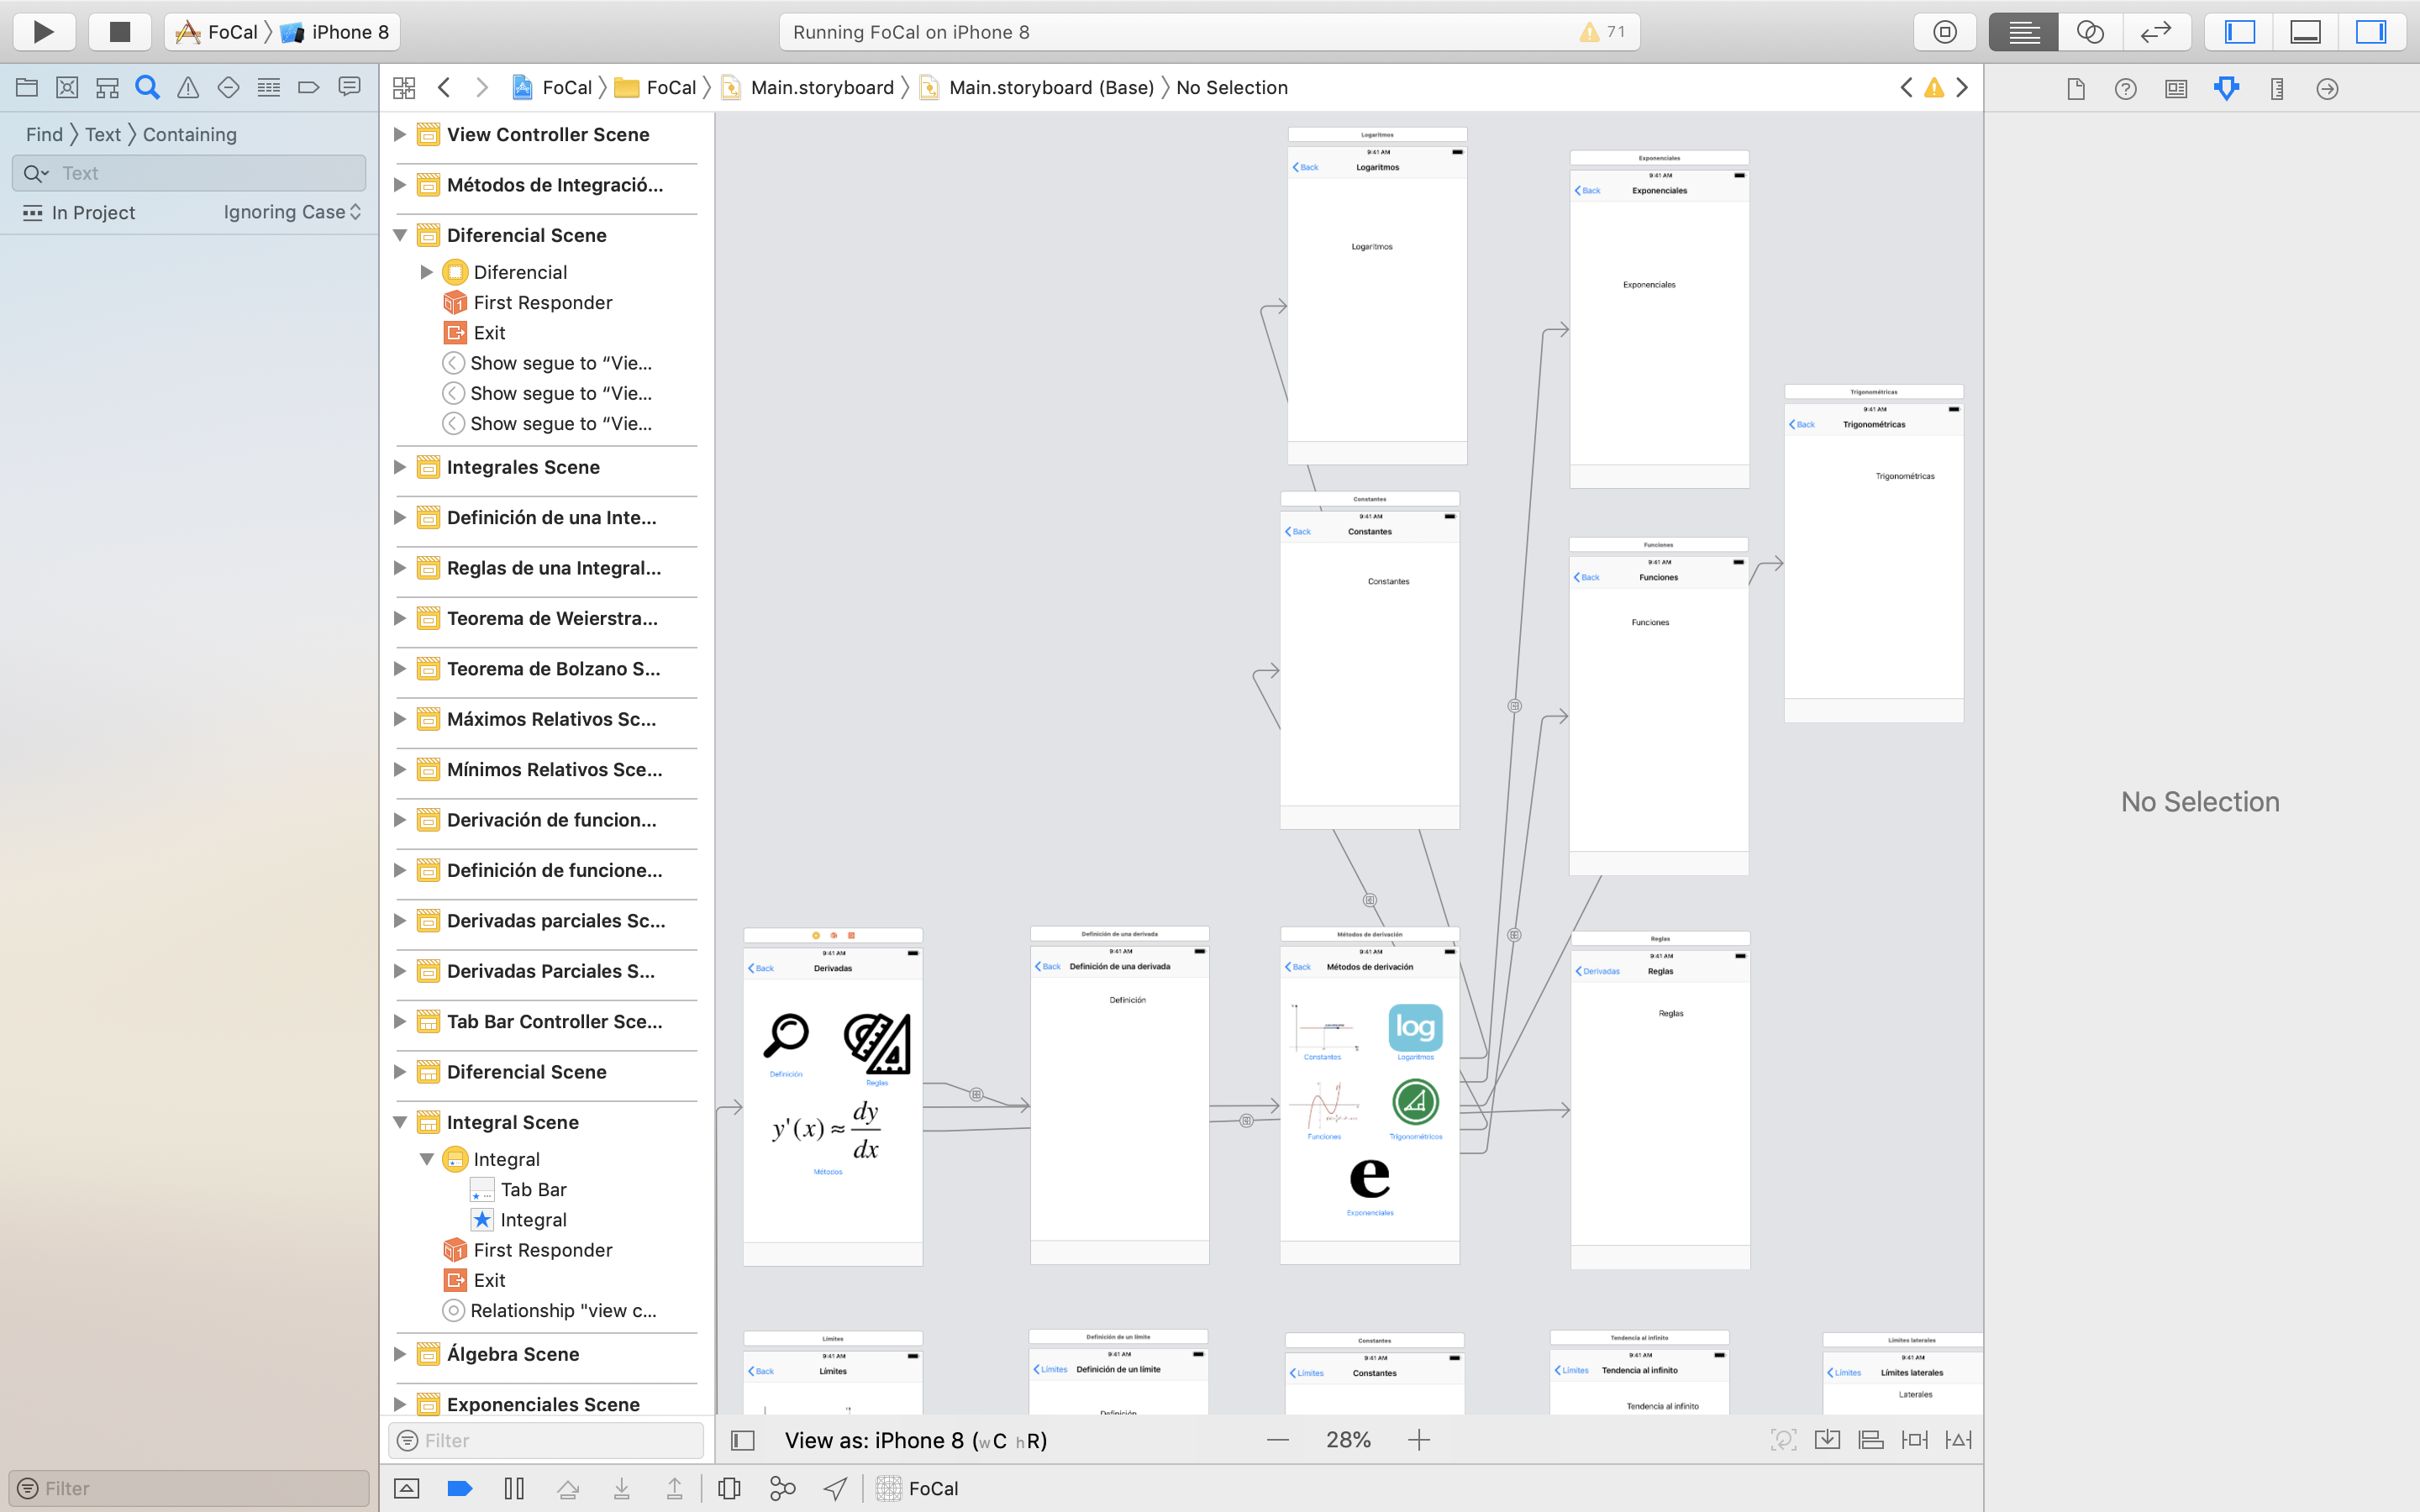 FoCal
iPhone 8
Running FoCal on iPhone 8
71
FoCal
FoCal
Main.storyboard
Main.storyboard (Base)
No Selection
Find
Text
Containing
Text
In Project
Ignoring Case
Filter
View Controller Scene
Métodos de Integració...
Diferencial Scene
Diferencial
First Responder
Exit
Show segue to “Vie...
Show segue to “Vie...
Show segue to “Vie...
Integrales Scene
Definición de una Inte...
Reglas de una Integral...
Teorema de Weierstra...
Teorema de Bolzano S...
Máximos Relativos Sc...
Mínimos Relativos Sce...
Derivación de funcion...
Definición de funcione...
Derivadas parciales Sc...
Derivadas Parciales S...
Tab Bar Controller Sce...
Diferencial Scene
Integral Scene
Integral
Tab Bar
Integral
First Responder
Exit
Relationship "view c...
Álgebra Scene
Exponenciales Scene
Filter
Logaritmos
9:41 AM
Back
Logaritmos
Logaritmos
Exponenciales
9:41 AM
Back
Exponenciales
Exponenciales
Trigonométricas
9:41 AM
Back
Trigonométricas
Trigonométricas
Constantes
9:41 AM
Back
Constantes
Constantes
Funciones
9:41 AM
Back
Funciones
Funciones
9:41 AM
Back
Derivadas
Definición
Reglas
y'(x) ≈ dy
dx
Métodos
Definición de una derivada
9:41 AM
Back
Definición de una derivada
Definición
Métodos de derivación
9:41 AM
Back
Métodos de derivación
log
Constantes
Logaritmos
Funciones
Trigonométricos
e
Exponenciales
Reglas
9:41 AM
Derivadas
Reglas
Reglas
Límites
9:41 AM
Back
Límites
Definición de un límite
9:41 AM
Límites
Definición de un límite
Definición
Constantes
9:41 AM
Límites
Constantes
Tendencia al infinito
9:41 AM
Límites
Tendencia al infinito
Tendencia al infinito
Límites laterales
9:41 AM
Límites
Límites laterales
Laterales
View as: iPhone 8 (wC hR)
28%
FoCal
No Selection